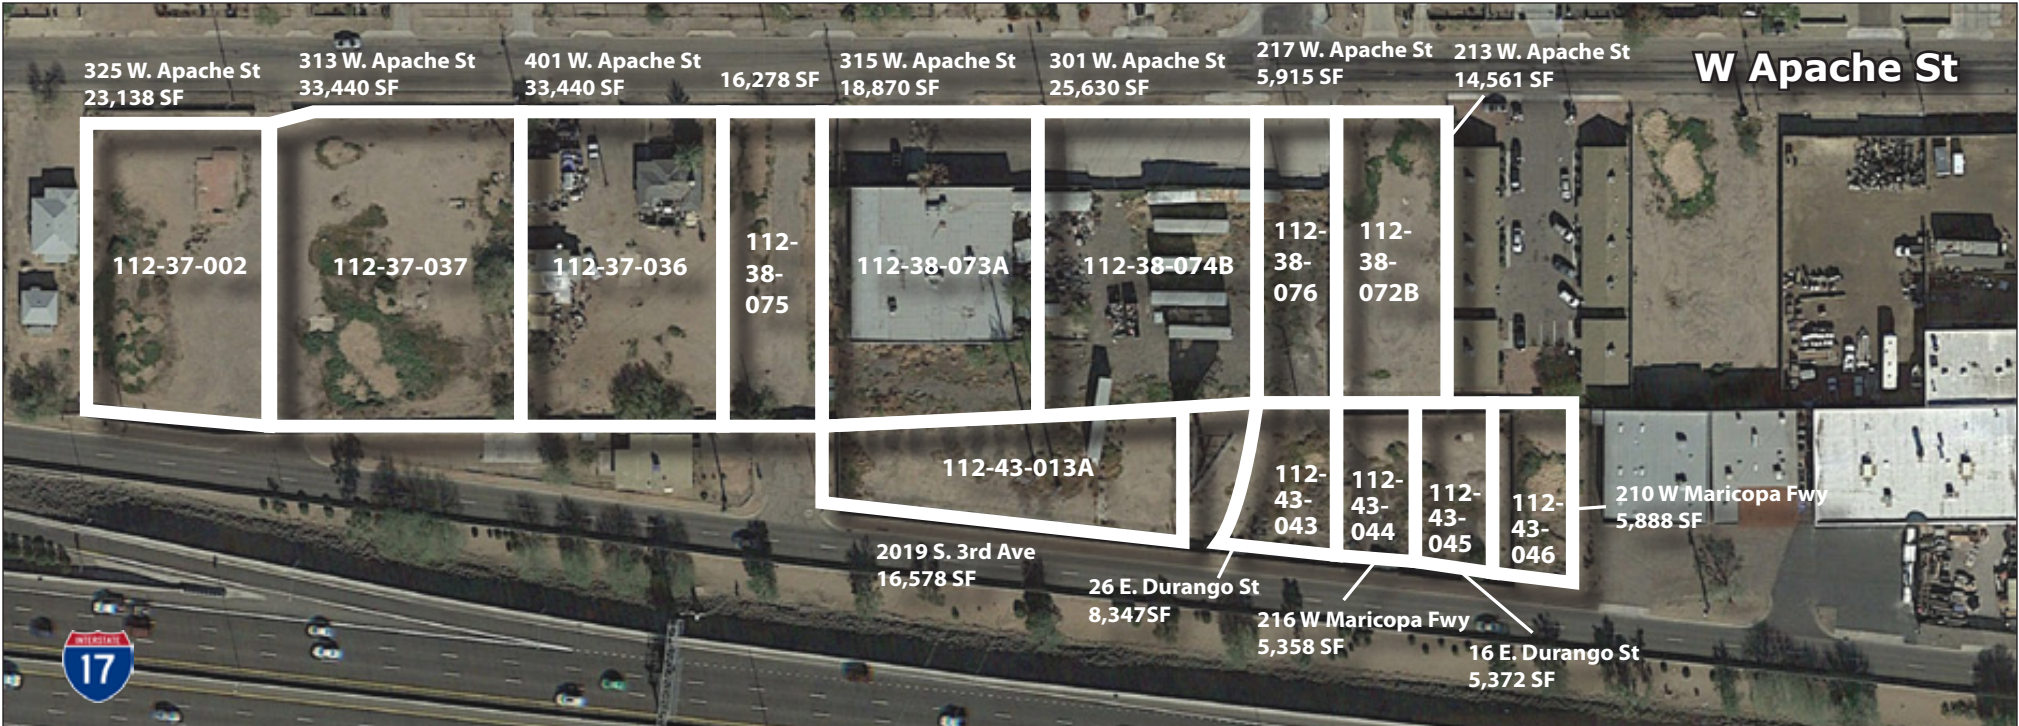 W Apache St
325 W. Apache St
23,138 SF
313 W. Apache St
33,440 SF
401 W. Apache St
33,440 SF
16,278 SF
315 W. Apache St
18,870 SF
301 W. Apache St
25,630 SF
217 W. Apache St
5,915 SF
213 W. Apache St
14,561 SF
112-37-002
112-37-037
112-37-036
112-
38-
075
112-38-073A
112-38-074B
112-
38-
076
112-
38-
072B
112-43-013A
112-
43-
043
112-
43-
044
112-
43-
045
112-
43-
046
210 W Maricopa Fwy
5,888 SF
2019 S. 3rd Ave
16,578 SF
26 E. Durango St
8,347SF
216 W Maricopa Fwy
5,358 SF
16 E. Durango St
5,372 SF
INTERSTATE
17